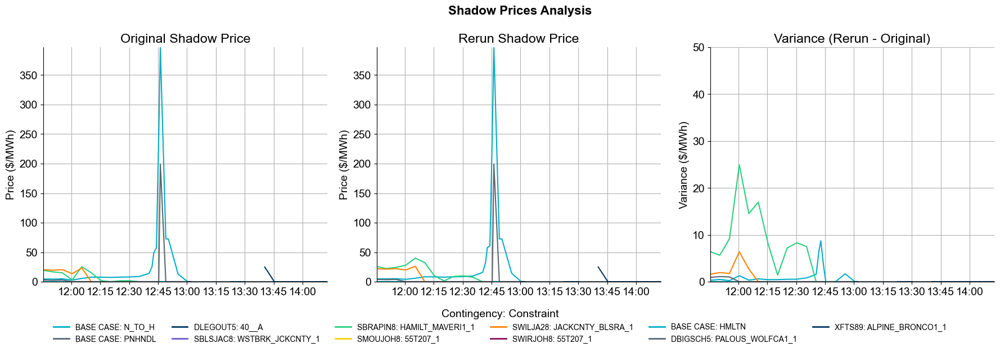 Shadow Prices Analysis
Original Shadow Price
Rerun Shadow Price
Variance (Rerun - Original)
Price ($/MWh)
350
300
250
200
150
100
50
0
12:00 12:15 12:30 12:45 13:00 13:15 13:30 13:45 14:00
Price ($/MWh)
350
300
250
200
150
100
50
0
12:00 12:15 12:30 12:45 13:00 13:15 13:30 13:45 14:00
Variance ($/MWh)
50
40
30
20
10
0
12:00 12:15 12:30 12:45 13:00 13:15 13:30 13:45 14:00
Contingency: Constraint
BASE CASE: N_TO_H
BASE CASE: PNHNDL
DLEGOUT5: 40__A
SBLSJAC8: WSTBRK_JCKCNTY_1
SBRAPIN8: HAMILT_MAVERI1_1
SMOUJOH8: 55T207_1
SWILJA28: JACKCNTY_BLSRA_1
SWIRJOH8: 55T207_1
BASE CASE: HMLTN
DBIGSCH5: PALOUS_WOLFCA1_1
XFTS89: ALPINE_BRONCO1_1